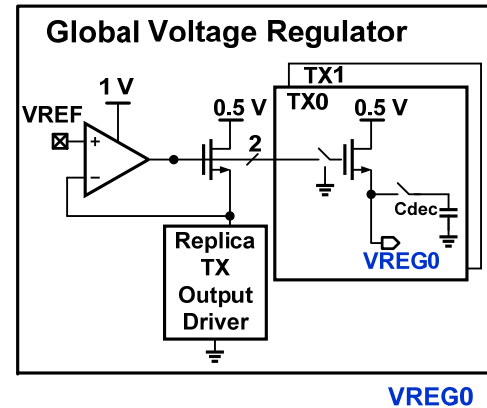 Global Voltage Regulator
TX1
TX0
1 V
VREF
0.5 V
0.5 V
+
−
2
Cdec
VREG0
Replica
TX
Output
Driver
VREG0